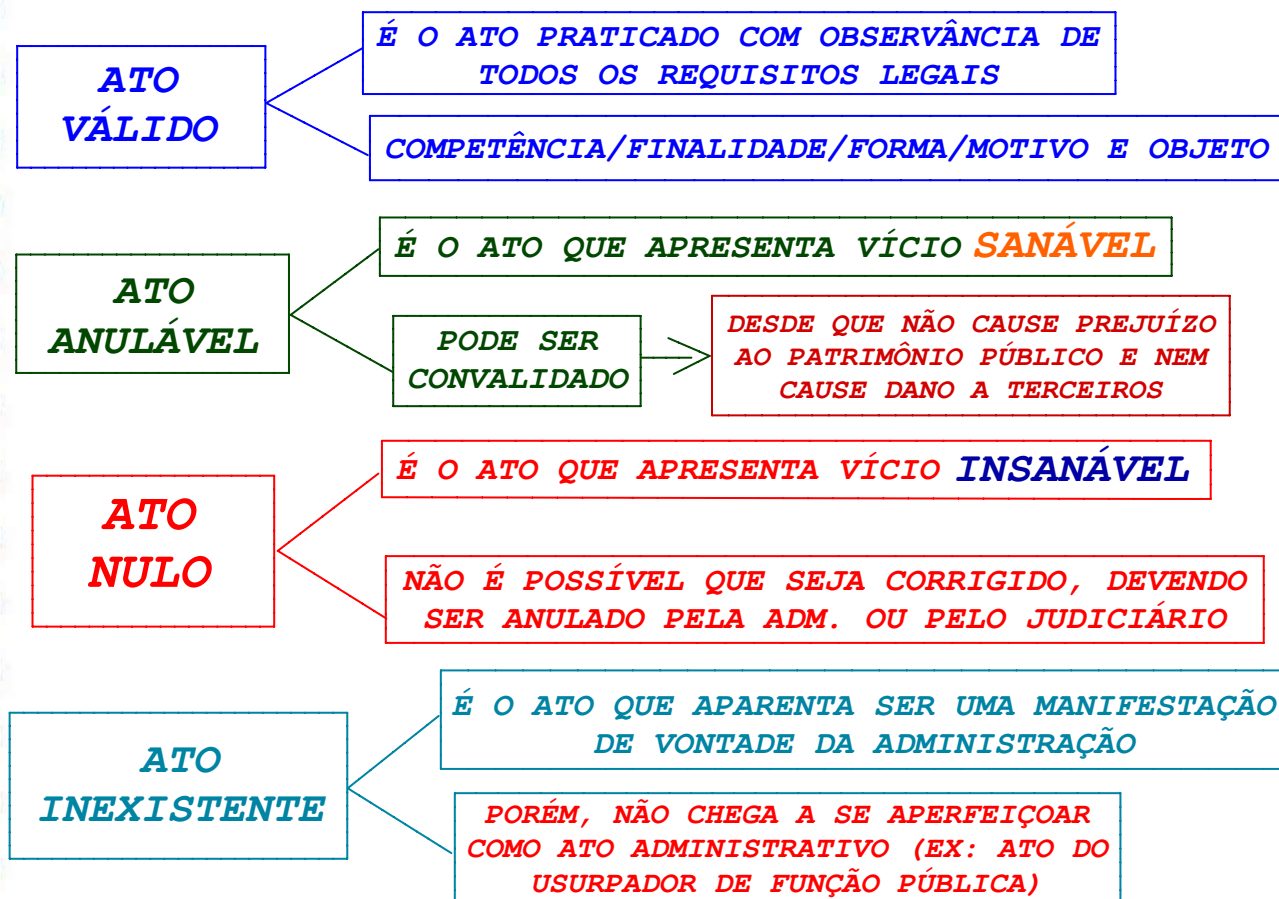 ATO
VÁLIDO
É O ATO PRATICADO COM OBSERVÂNCIA DE
TODOS OS REQUISITOS LEGAIS
COMPETÊNCIA/FINALIDADE/FORMA/MOTIVO E OBJETO
ATO
ANULÁVEL
É O ATO QUE APRESENTA VÍCIO SANÁVEL
PODE SER
CONVALIDADO
DESDE QUE NÃO CAUSE PREJUÍZO
AO PATRIMÔNIO PÚBLICO E NEM
CAUSE DANO A TERCEIROS
ATO
NULO
É O ATO QUE APRESENTA VÍCIO INSANÁVEL
NÃO É POSSÍVEL QUE SEJA CORRIGIDO, DEVENDO
SER ANULADO PELA ADM. OU PELO JUDICIÁRIO
ATO
INEXISTENTE
É O ATO QUE APARENTA SER UMA MANIFESTAÇÃO
DE VONTADE DA ADMINISTRAÇÃO
PORÉM, NÃO CHEGA A SE APERFEIÇOAR
COMO ATO ADMINISTRATIVO (EX: ATO DO
USURPADOR DE FUNÇÃO PÚBLICA)